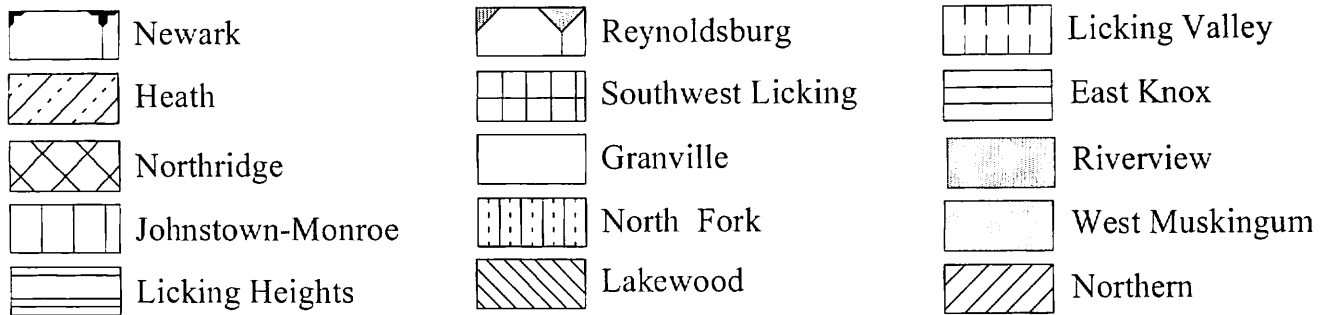 Newark
Heath
Northridge
Johnstown-Monroe
Licking Heights
Reynoldsburg
Southwest Licking
Granville
North Fork
Lakewood
Licking Valley
East Knox
Riverview
West Muskingum
Northern